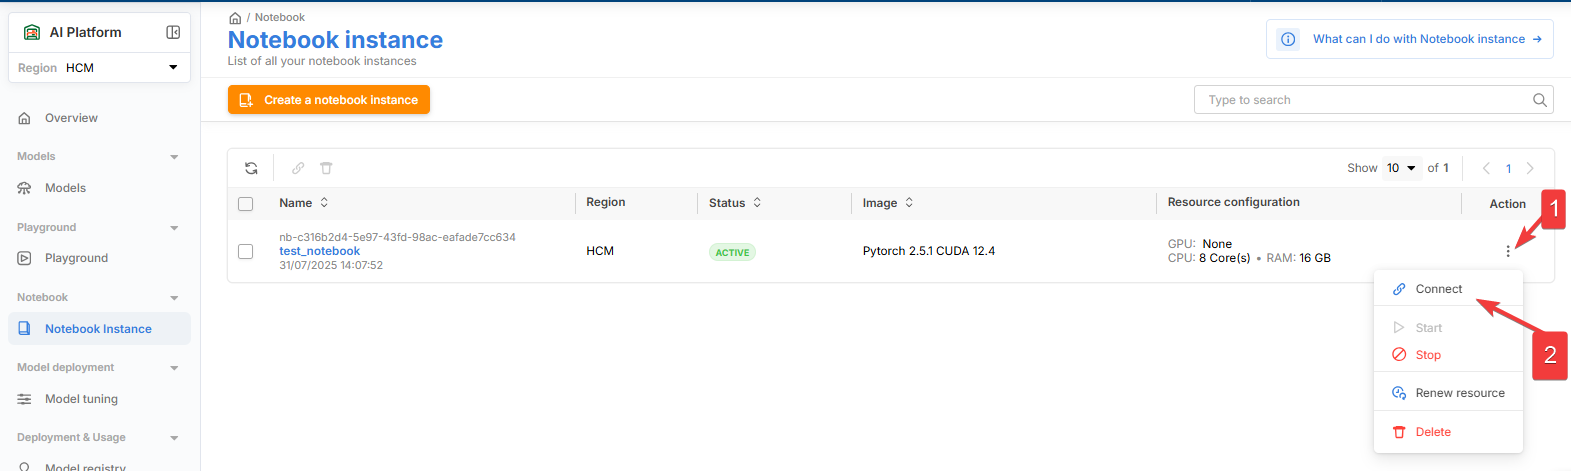 AI Platform
Region HCM
Overview
Models
Models
Playground
Playground
Notebook
Notebook Instance
Model deployment
Model tuning
Deployment & Usage
Model registry
/ Notebook
Notebook instance
List of all your notebook instances
What can I do with Notebook instance →
Create a notebook instance
Type to search
Show 10 of 1
1
Name Region Status Image Resource configuration Action
1
nb-c316b2d4-5e97-43fd-98ac-eafade7cc634
test_notebook
31/07/2025 14:07:52
HCM
ACTIVE
Pytorch 2.5.1 CUDA 12.4
GPU: None
CPU: 8 Core(s) • RAM: 16 GB
Connect
Start
2
Stop
Renew resource
Delete